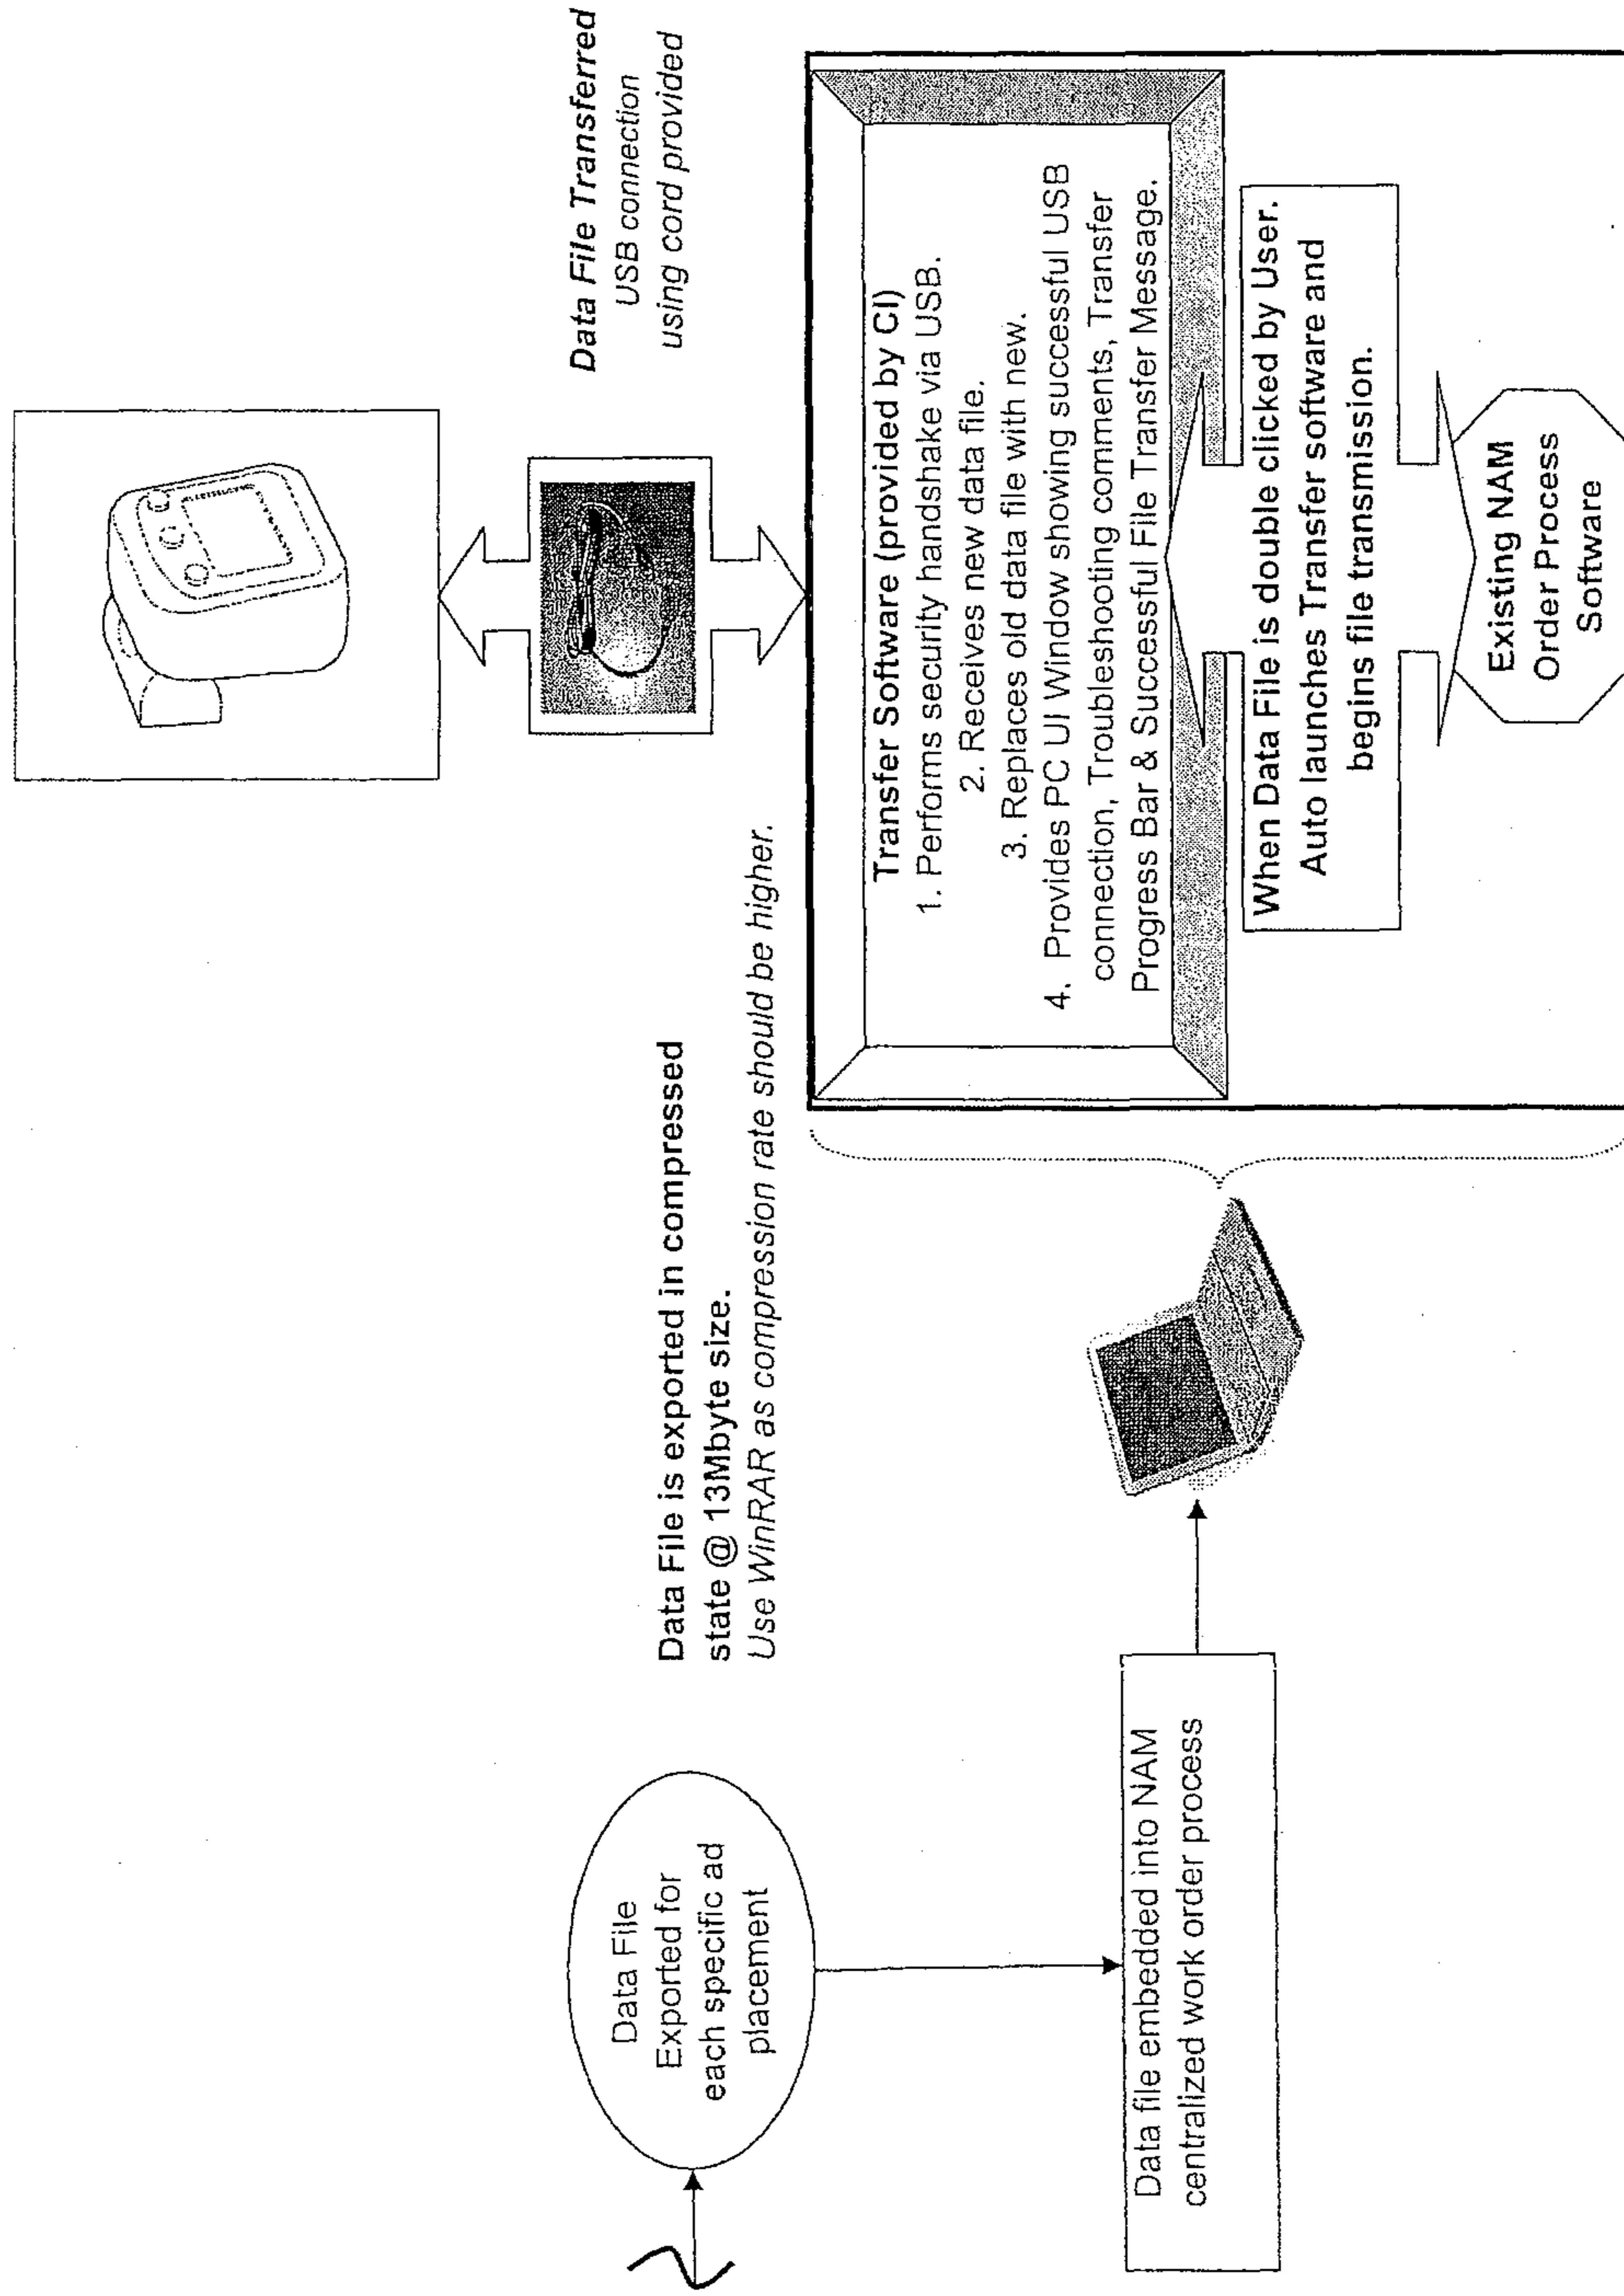 Data File
Exported for
each specific ad
placement
Data File is exported in compressed
state @ 13Mbyte size.
Use WinRAR as compression rate should be higher.
Data file embedded into NAM
centralized work order process
Data File Transferred
USB connection
using cord provided
Transfer Software (provided by CI)
1. Performs security handshake via USB.
2. Receives new data file.
3. Replaces old data file with new.
4. Provides PC UI Window showing successful USB
connection, Troubleshooting comments, Transfer
Progress Bar & Successful File Transfer Message.
When Data File is double clicked by User.
Auto launches Transfer software and
begins file transmission.
Existing NAM
Order Process
Software